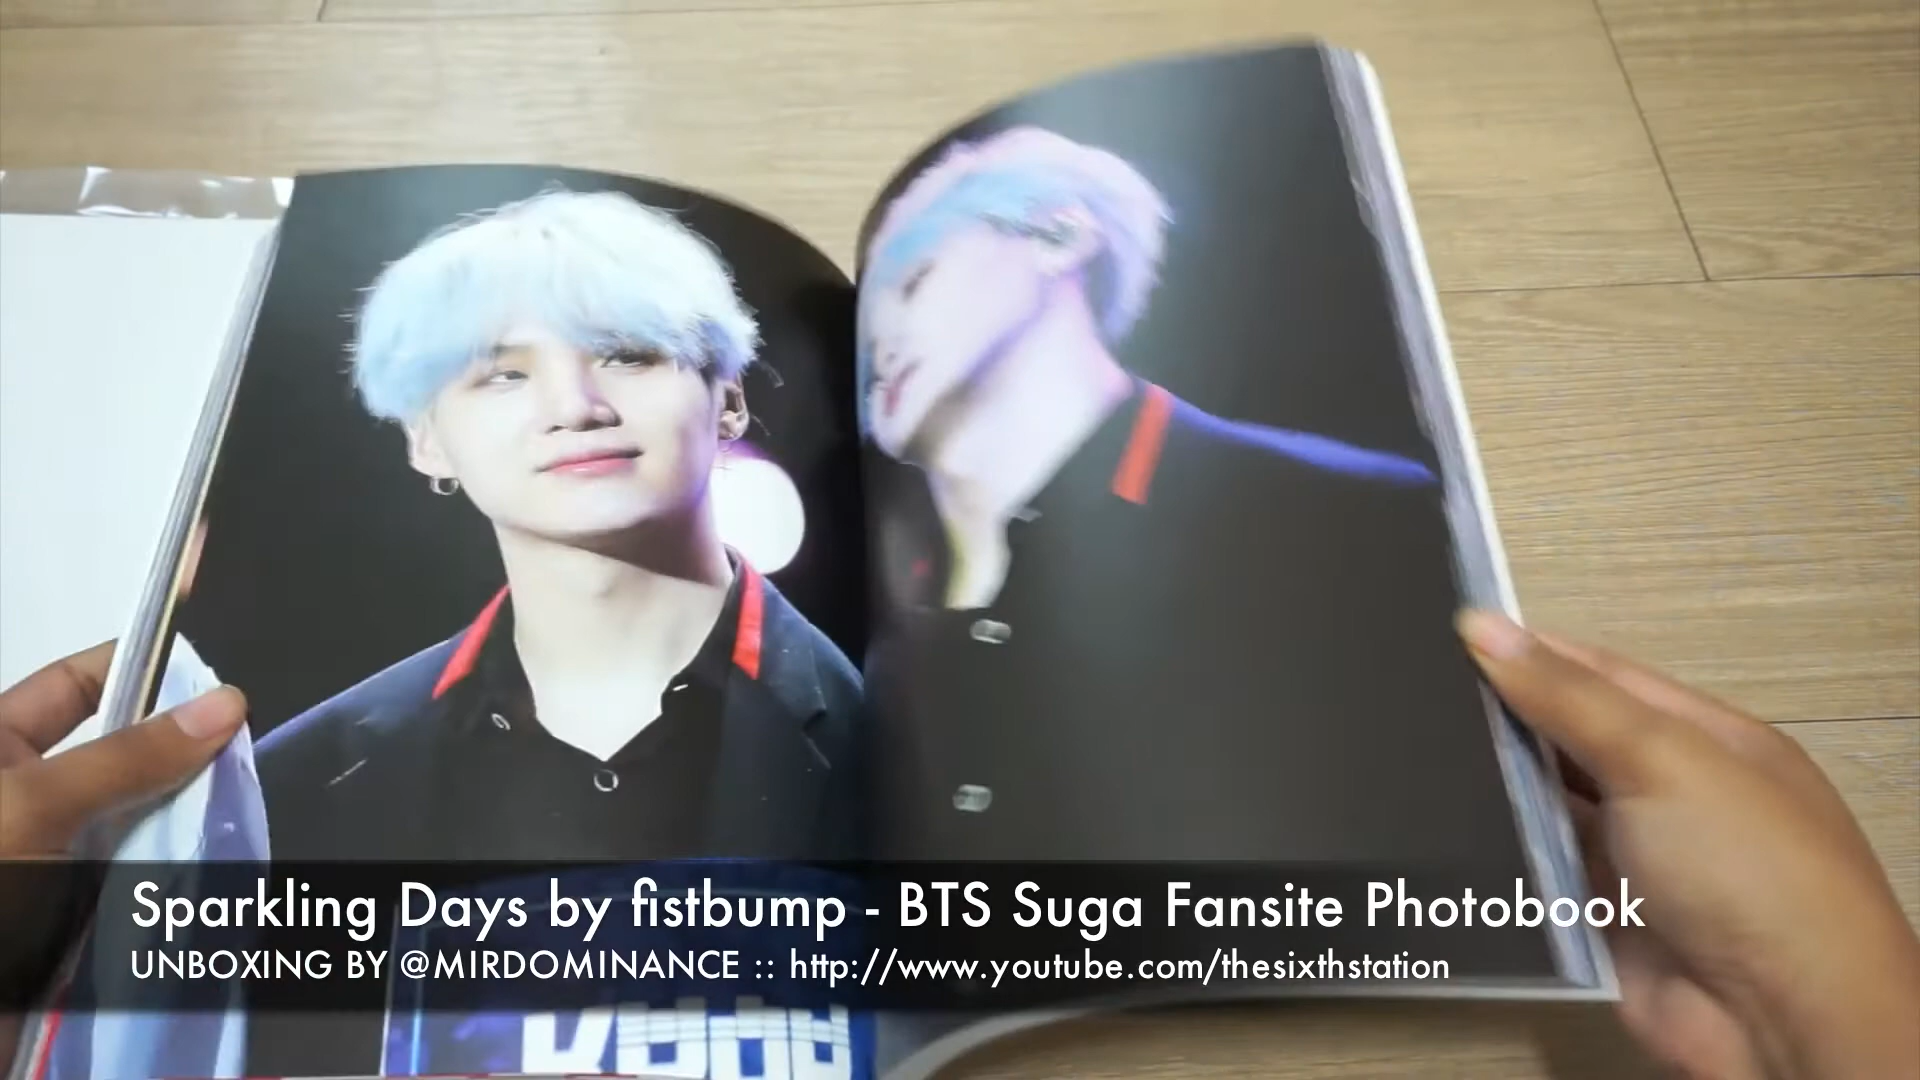 Sparkling Days by fistbump - BTS Suga Fansite Photobook
UNBOXING BY @MIRDOMINANCE :: http://www.youtube.com/thesixthstation